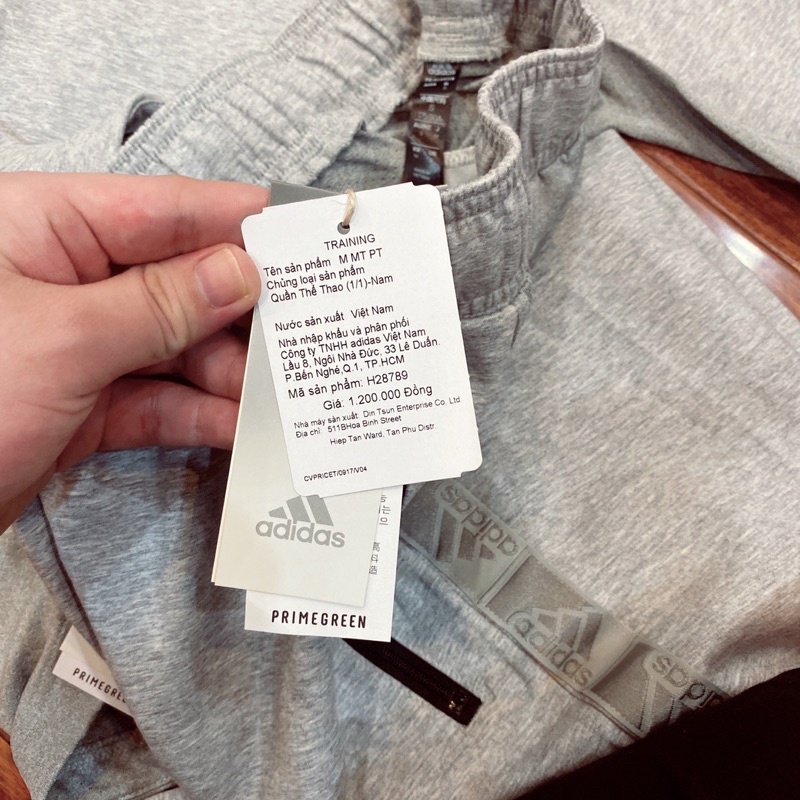 TRAINING
Tên sản phẩm M MT PT
Chủng loại sản phẩm
Quần Thể Thao (1/1)-Nam
Nước sản xuất Việt Nam
Nhà nhập khẩu và phân phối
Công ty TNHH adidas Việt Nam
Lầu 8, Ngôi Nhà Đức, 33 Lê Duẩn.
P.Bến Nghé,Q.1, TP.HCM
Mã sản phẩm: H28789
Giá: 1.200.000 Đồng
Nhà máy sản xuất: Din Tsun Enterprise Co. Ltd.
Địa chỉ: 511BHoa Binh Street
Hiep Tan Ward, Tan Phu Distr.
CVPRICET/0917/V04
adidas
PRIMEGREEN
PRIMEGREE
adidas
adidas
adidas
adidas